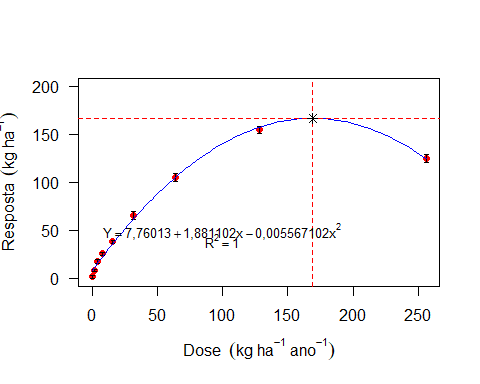 200
150
100
50
0
Resposta (kg ha⁻¹)
Y = 7,76013 + 1,881102x − 0,005567102x²
R² = 1
0 50 100 150 200 250
Dose (kg ha⁻¹ ano⁻¹)